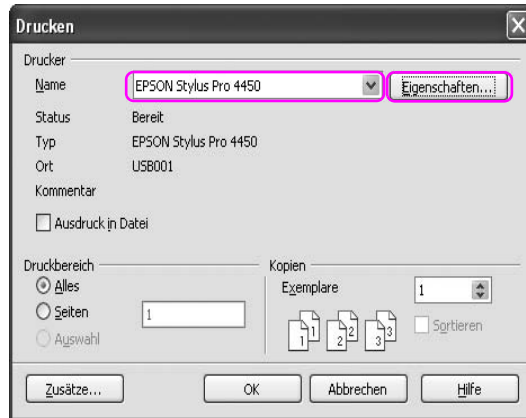 Drucken
Drucker
Name EPSON Stylus Pro 4450 Eigenschaften...
Status Bereit
Typ EPSON Stylus Pro 4450
Ort USB001
Kommentar
Ausdruck in Datei
Druckbereich
Alles
Seiten 1
Auswahl
Kopien
Exemplare 1
1 1 2 2 3 3
Sortieren
Zusätze... OK Abbrechen Hilfe